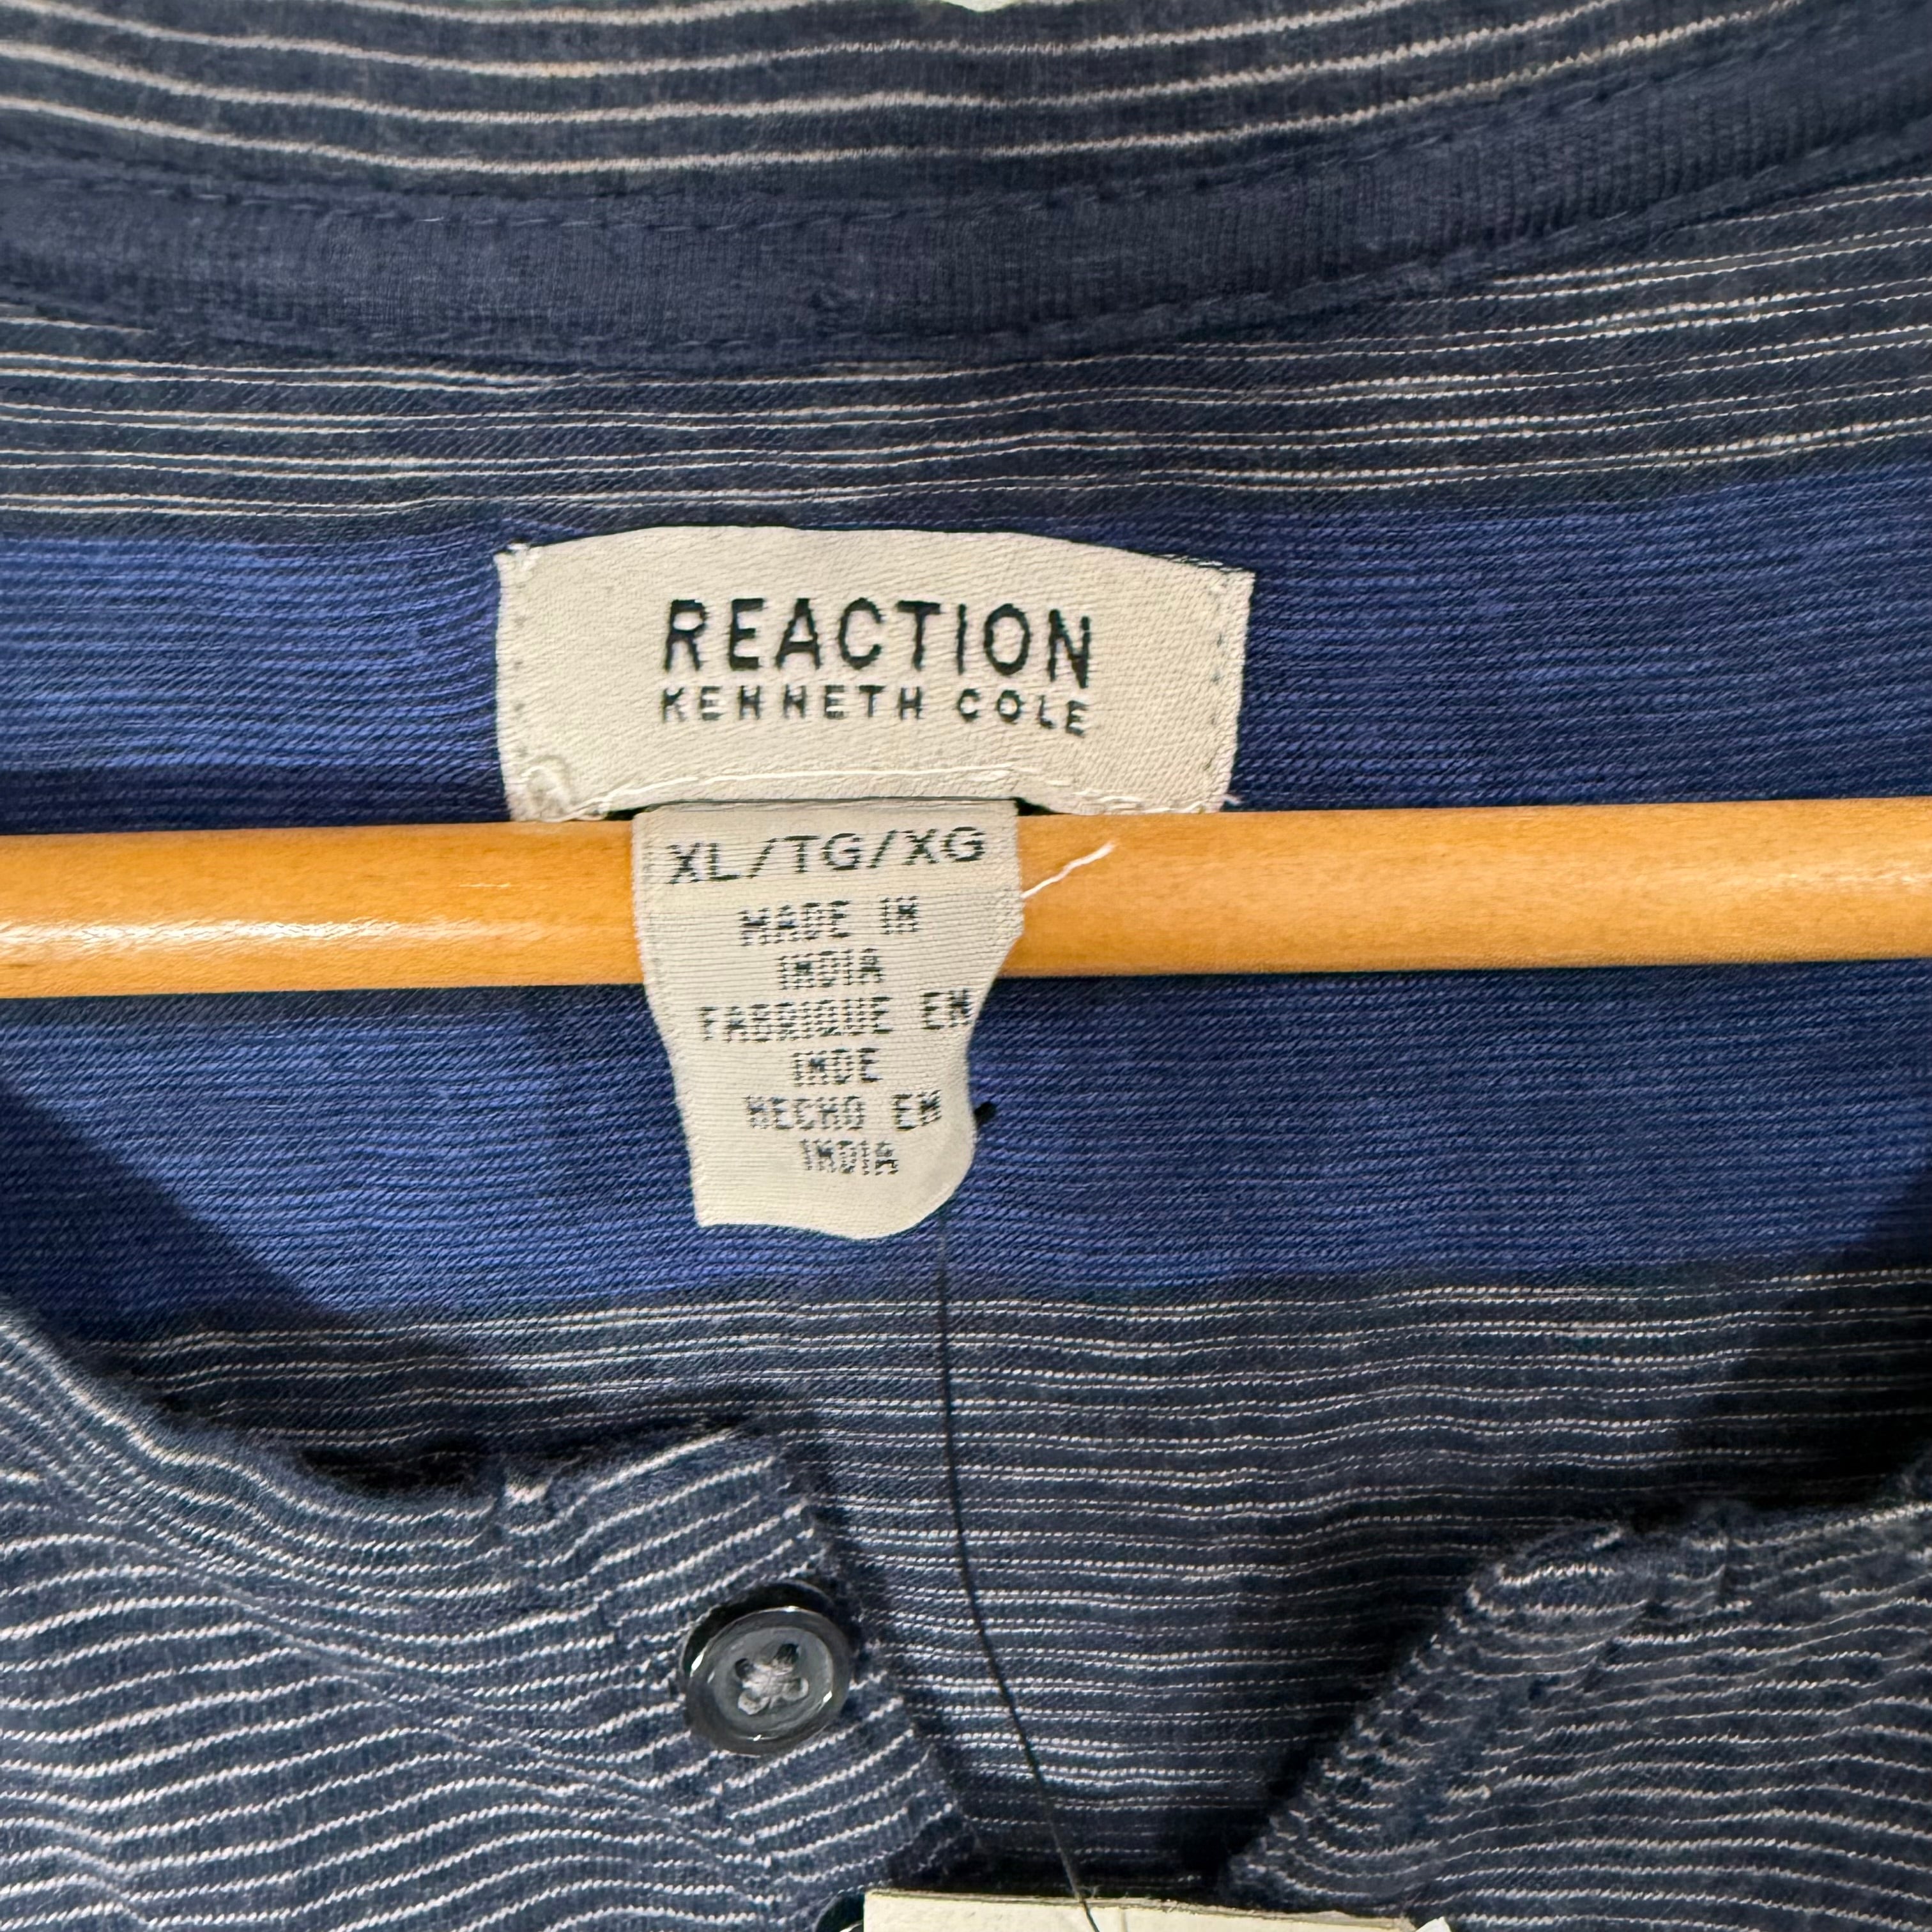 REACTION
KENNETH COLE
XL/TG/XG
MADE IN
INDIA
FABRIQUE EN
INDE
HECHO EN
INDIA